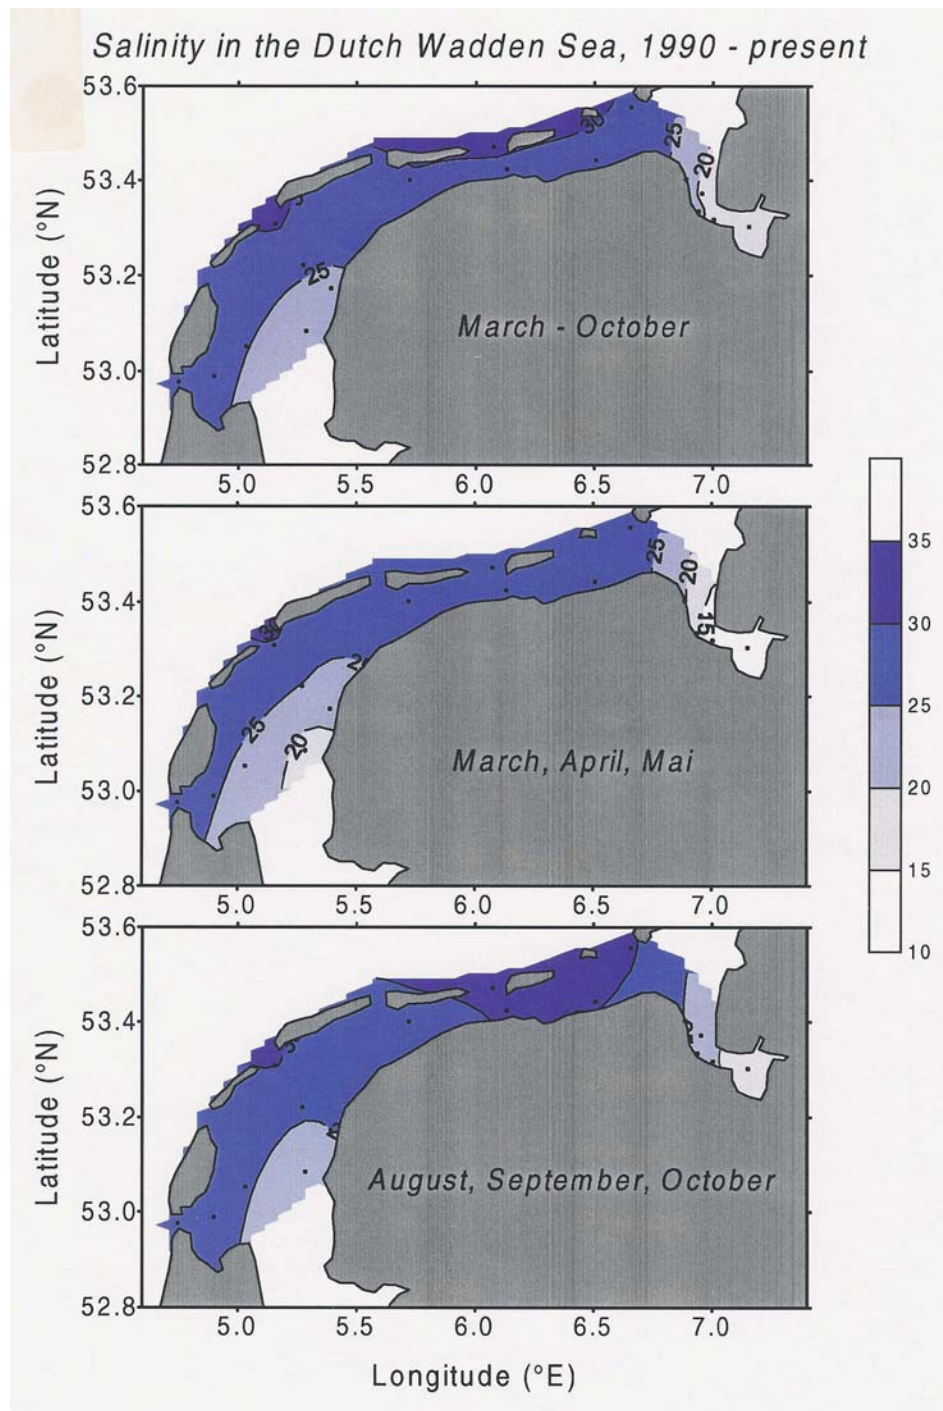 Salinity in the Dutch Wadden Sea, 1990 - present
53.6
53.4
53.2
53.0
52.8
Latitude (°N)
30
25
20
25
March - October
5.0 5.5 6.0 6.5 7.0
53.6
53.4
53.2
53.0
52.8
Latitude (°N)
25
20
15
30
25
20
March, April, Mai
5.0 5.5 6.0 6.5 7.0
35
30
25
20
15
10
53.6
53.4
53.2
53.0
52.8
Latitude (°N)
August, September, October
5.0 5.5 6.0 6.5 7.0
Longitude (°E)